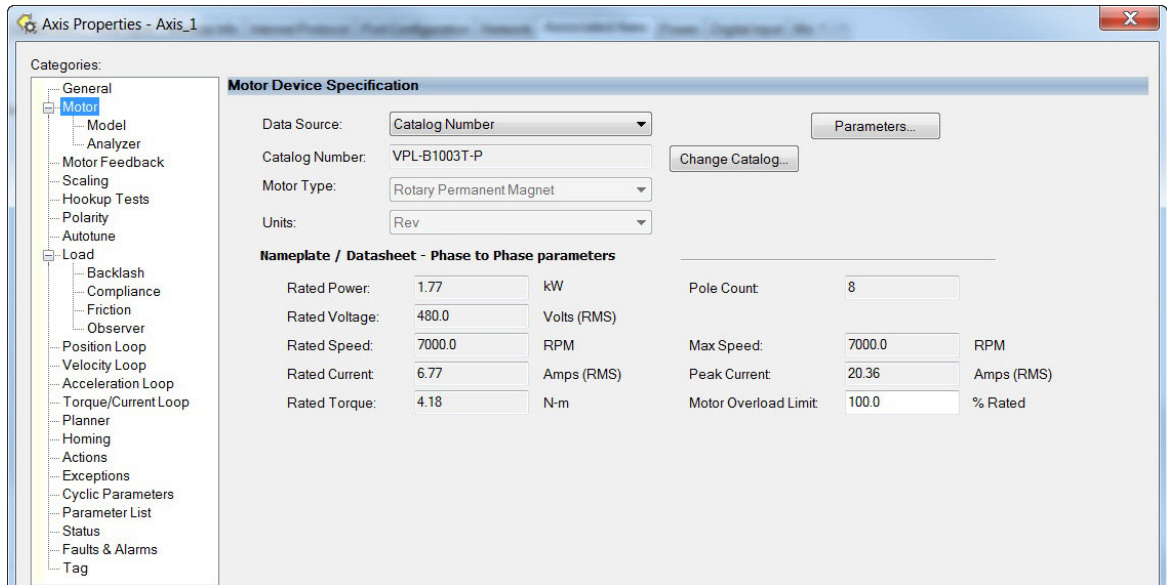 Axis Properties - Axis_1
X
Categories:
General
Motor
Model
Analyzer
Motor Feedback
Scaling
Hookup Tests
Polarity
Autotune
Load
Backlash
Compliance
Friction
Observer
Position Loop
Velocity Loop
Acceleration Loop
Torque/Current Loop
Planner
Homing
Actions
Exceptions
Cyclic Parameters
Parameter List
Status
Faults & Alarms
Tag
Motor Device Specification
Data Source: Catalog Number Parameters...
Catalog Number: VPL-B1003T-P Change Catalog...
Motor Type: Rotary Permanent Magnet
Units: Rev
Nameplate / Datasheet - Phase to Phase parameters
Rated Power: 1.77 kW Pole Count: 8
Rated Voltage: 480.0 Volts (RMS)
Rated Speed: 7000.0 RPM Max Speed: 7000.0 RPM
Rated Current: 6.77 Amps (RMS) Peak Current: 20.36 Amps (RMS)
Rated Torque: 4.18 N-m Motor Overload Limit: 100.0 % Rated